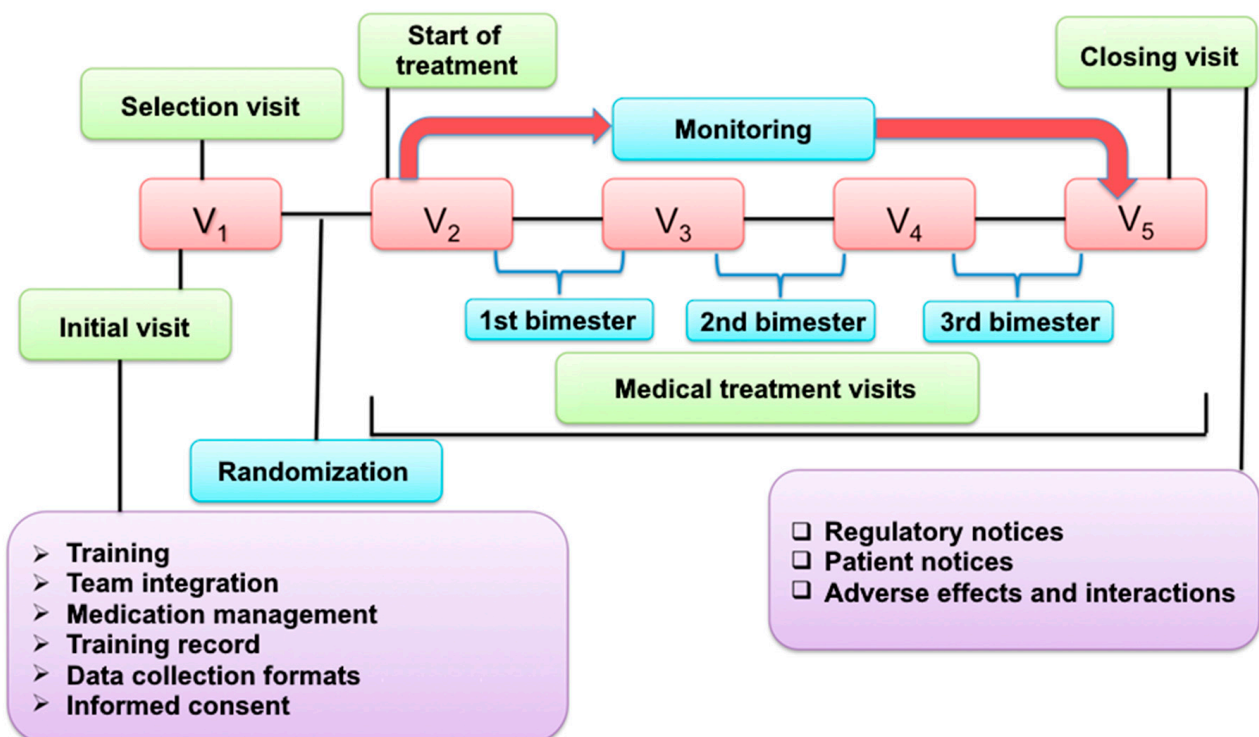 Start of
treatment
Closing visit
Selection visit
Monitoring
V1
V2
V3
V4
V5
Initial visit
1st bimester
2nd bimester
3rd bimester
Medical treatment visits
Randomization
Training
Team integration
Medication management
Training record
Data collection formats
Informed consent
Regulatory notices
Patient notices
Adverse effects and interactions